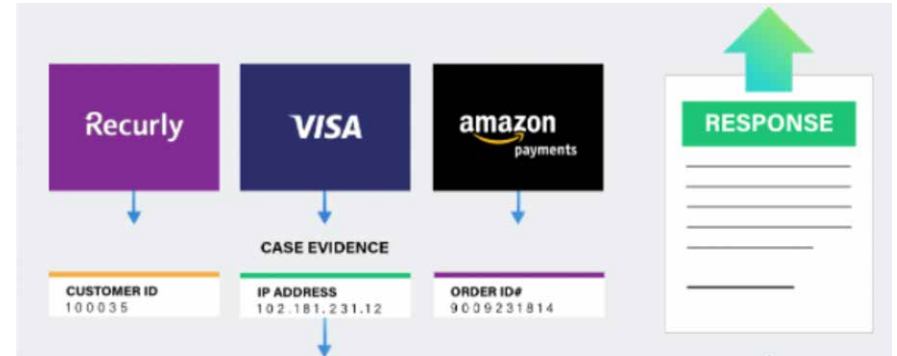 Recurly
VISA
amazon
payments
RESPONSE
CASE EVIDENCE
CUSTOMER ID
100035
IP ADDRESS
102.181.231.12
ORDER ID#
9009231814